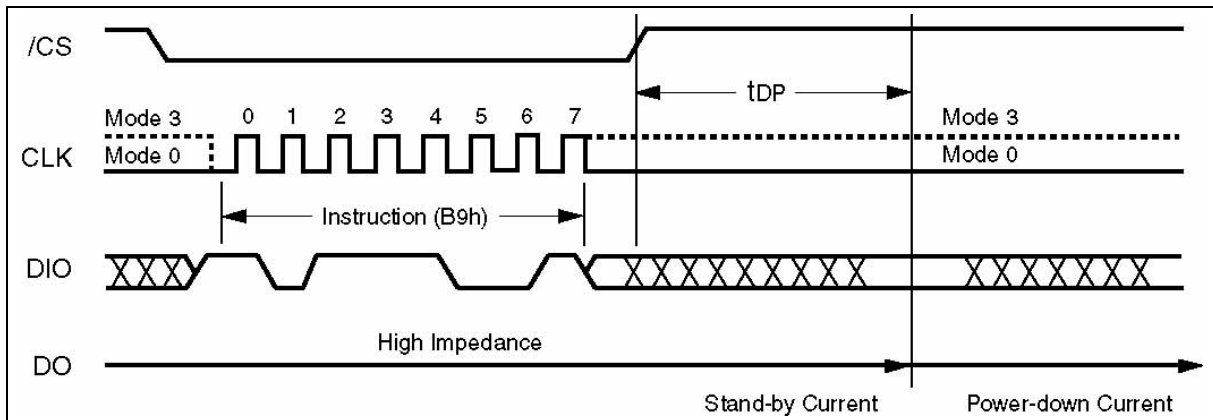 /CS
tDP
Mode 3 0 1 2 3 4 5 6 7 Mode 3
CLK
Mode 0 Mode 0
Instruction (B9h)
DIO
High Impedance
DO
Stand-by Current Power-down Current